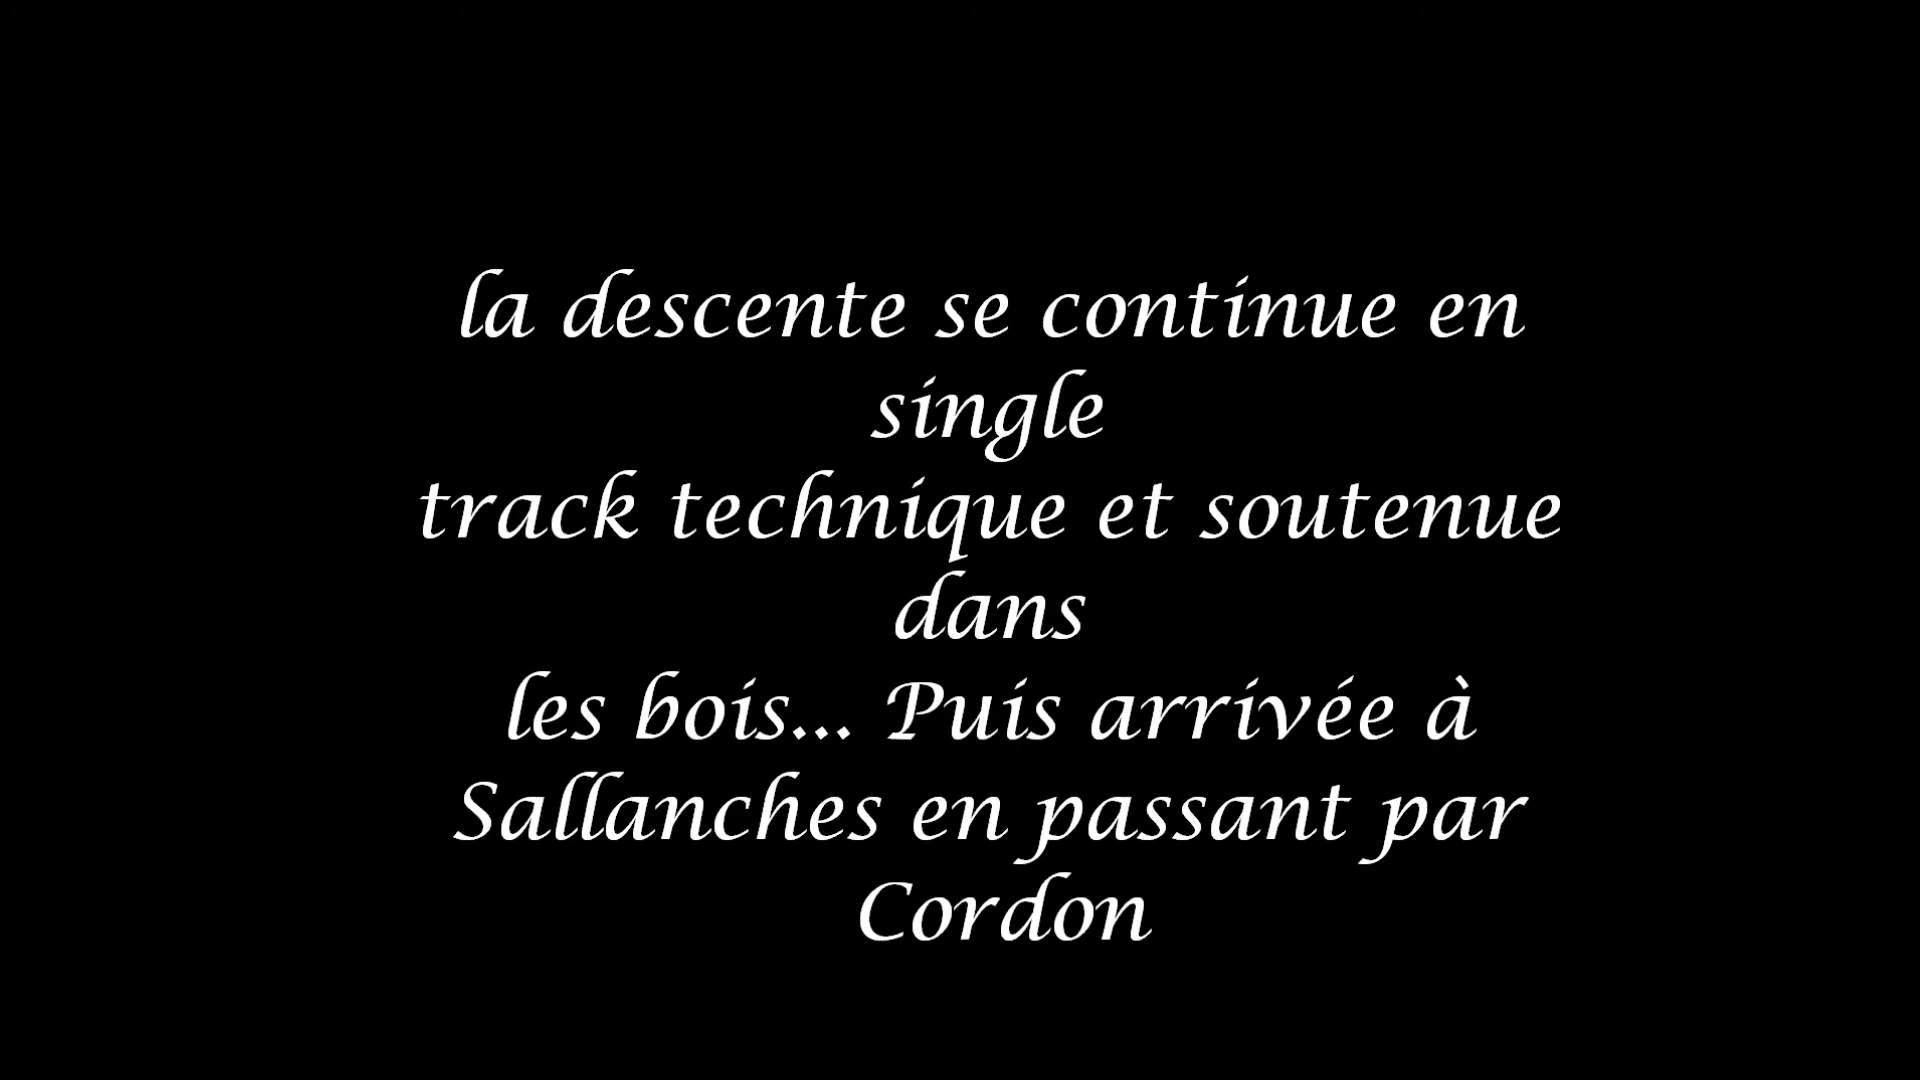 la descente se continue en
single
track technique et soutenue
dans
les bois... Puis arrivée à
Sallanches en passant par
Cordon